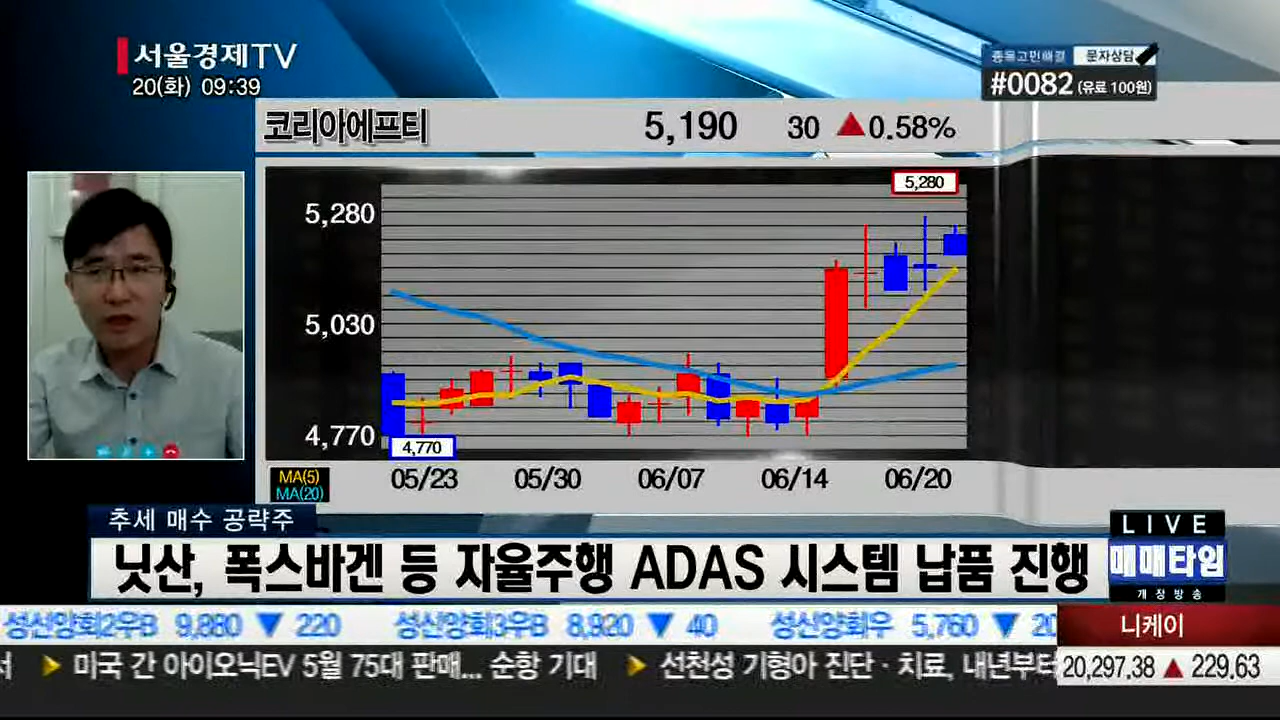 서울경제TV
20(화) 09:39
종목고민해결 문자상담
#0082 (유료 100원)
코리아에프티 5,190 30 ▲0.58%
5,280
5,280
5,030
4,770
4,770
MA(5)
MA(20)
05/23 05/30 06/07 06/14 06/20
추세 매수 공략주
닛산, 폭스바겐 등 자율주행 ADAS 시스템 납품 진행
LIVE
매매타임
개장방송
성신양회2우B 9,880 ▼ 220 성신양회3우B 8,920 ▼ 40 성신양회우 5,760 ▼ 20
니케이
서 ▶ 미국 간 아이오닉EV 5월 75대 판매... 순항 기대 ▶ 선천성 기형아 진단·치료, 내년부터
20,297.38 ▲ 229.63